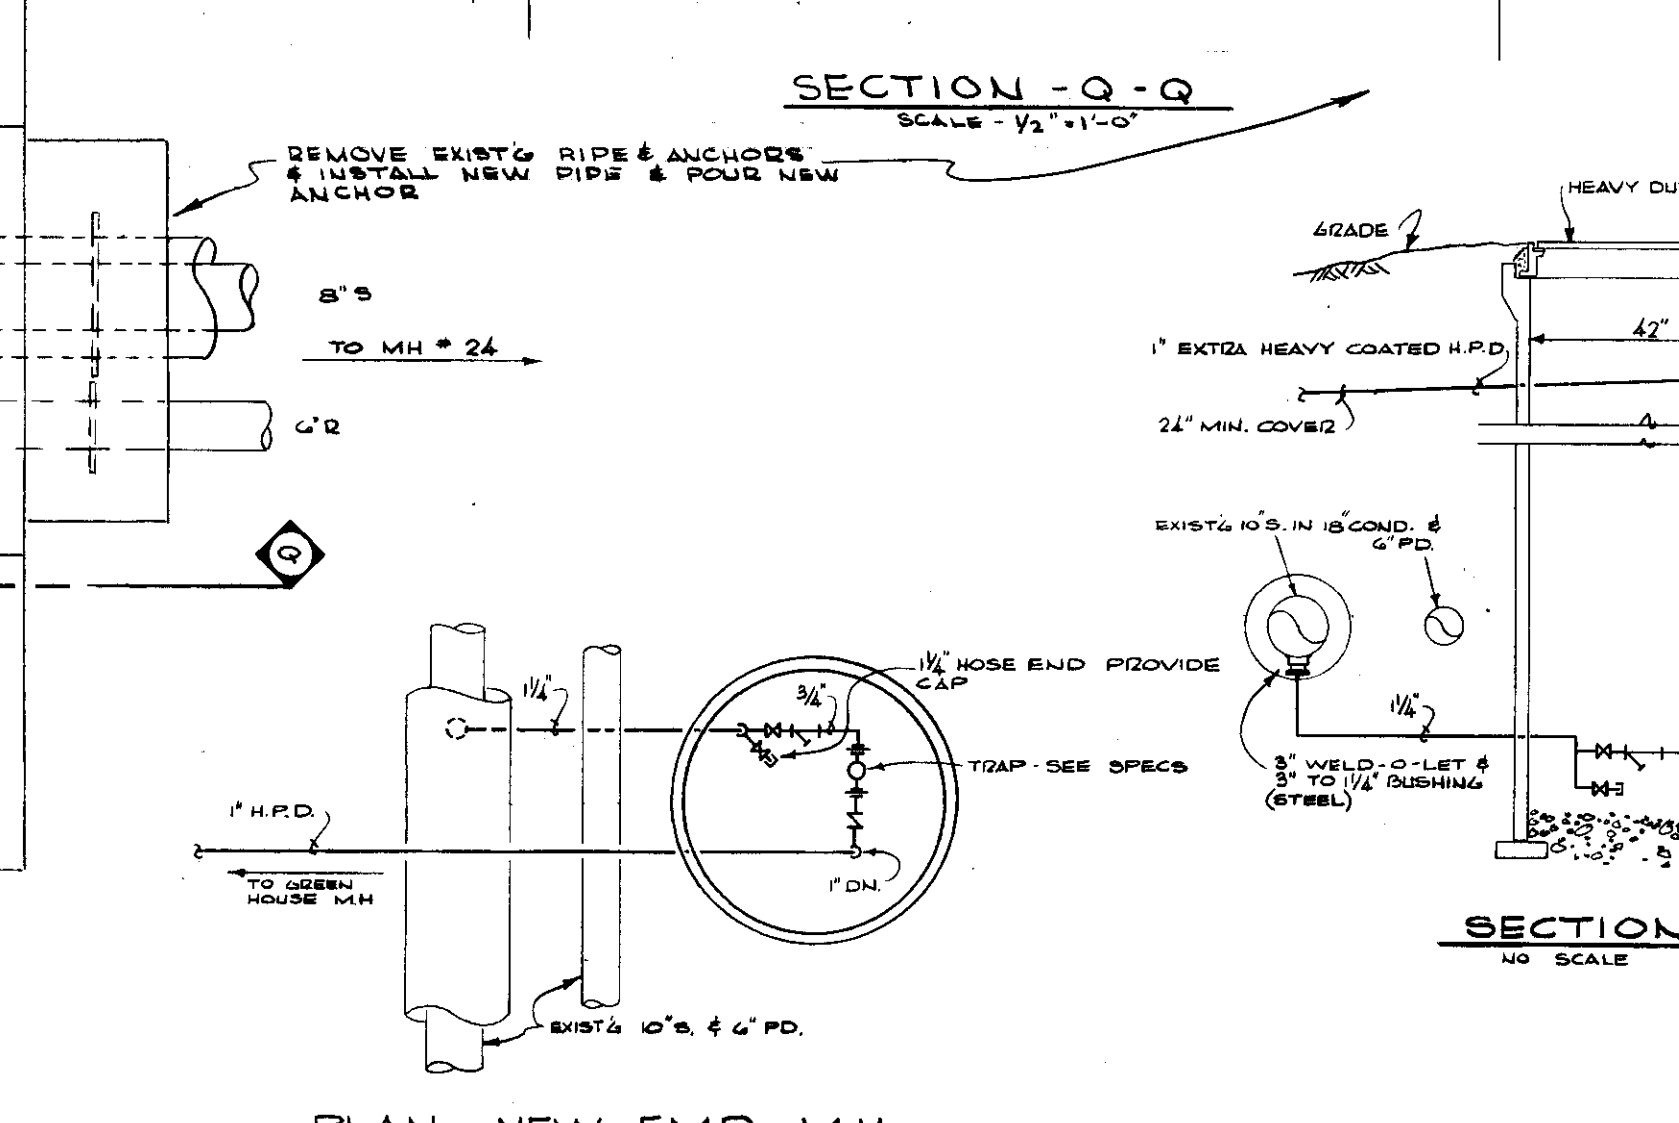 SECTION - Q - Q
SCALE - 1/2" = 1'-0"
REMOVE EXIST'G PIPE & ANCHORS
& INSTALL NEW PIPE & POUR NEW
ANCHOR
8" S
TO MH # 24
6" R
Q
HEAVY DU
GRADE
42"
1" EXTRA HEAVY COATED H.P.D.
24" MIN. COVER
EXIST'G 10" S. IN 18" COND. &
6" PD.
1 1/4"
3/4"
1 1/4" HOSE END PROVIDE
CAP
TRAP - SEE SPECS
1" H.P.D.
TO GREEN
HOUSE M.H
1" DN.
EXIST'G 10" S. & 6" PD.
1 1/4"
3" WELD-O-LET &
3" TO 1 1/4" BUSHING
(STEEL)
SECTION
NO SCALE
PLAN NEW EMD M.H.